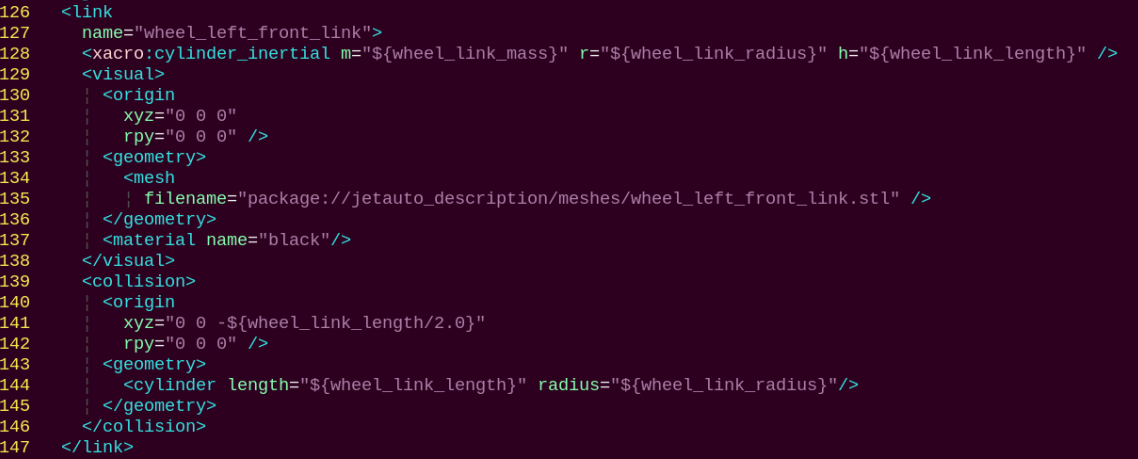 126 <link
127 name="wheel_left_front_link">
128 <xacro:cylinder_inertial m="${wheel_link_mass}" r="${wheel_link_radius}" h="${wheel_link_length}" />
129 <visual>
130 ¦ <origin
131 ¦ xyz="0 0 0"
132 ¦ rpy="0 0 0" />
133 ¦ <geometry>
134 ¦ <mesh
135 ¦ ¦ filename="package://jetauto_description/meshes/wheel_left_front_link.stl" />
136 ¦ </geometry>
137 ¦ <material name="black"/>
138 </visual>
139 <collision>
140 ¦ <origin
141 ¦ xyz="0 0 -${wheel_link_length/2.0}"
142 ¦ rpy="0 0 0" />
143 ¦ <geometry>
144 ¦ <cylinder length="${wheel_link_length}" radius="${wheel_link_radius}"/>
145 ¦ </geometry>
146 </collision>
147 </link>